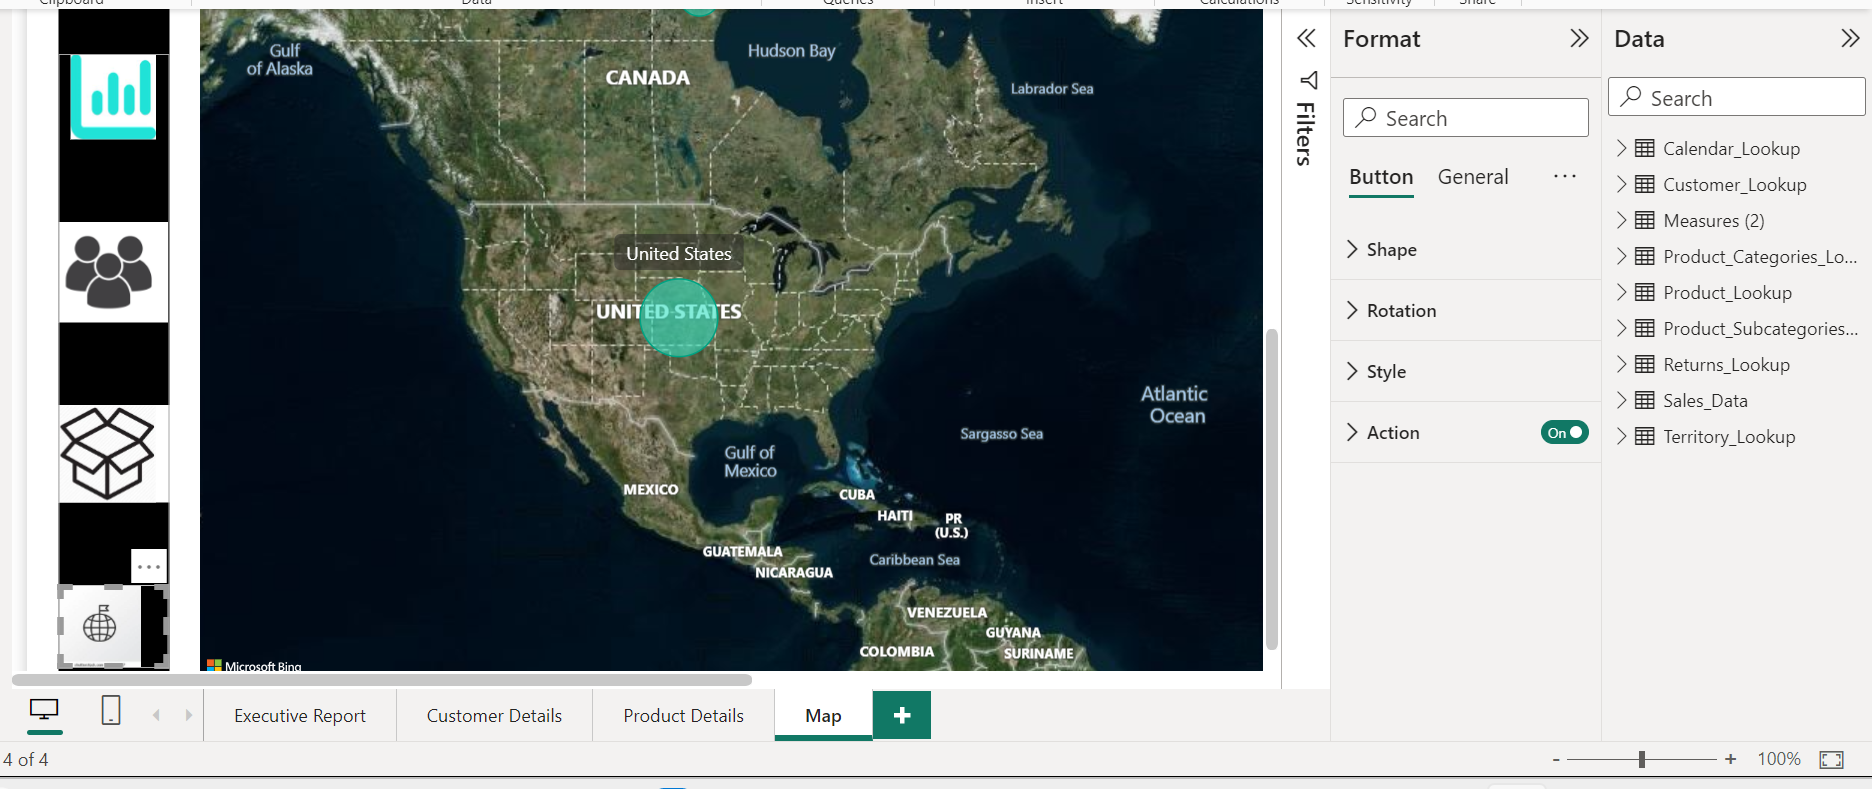 Clipboard
Data
Queries
Insert
Calculations
Sensitivity
Share
Gulf
of Alaska
Hudson Bay
CANADA
Labrador Sea
United States
UNITED STATES
Atlantic
Ocean
Sargasso Sea
Gulf of
Mexico
MEXICO
CUBA
HAITI
PR
(U.S.)
GUATEMALA
Caribbean Sea
NICARAGUA
VENEZUELA
GUYANA
COLOMBIA
SURINAME
Microsoft Bing
Filters
Format
Search
Button
General
Shape
Rotation
Style
Action
On
Data
Search
Calendar_Lookup
Customer_Lookup
Measures (2)
Product_Categories_Lo...
Product_Lookup
Product_Subcategories...
Returns_Lookup
Sales_Data
Territory_Lookup
Executive Report
Customer Details
Product Details
Map
4 of 4
100%